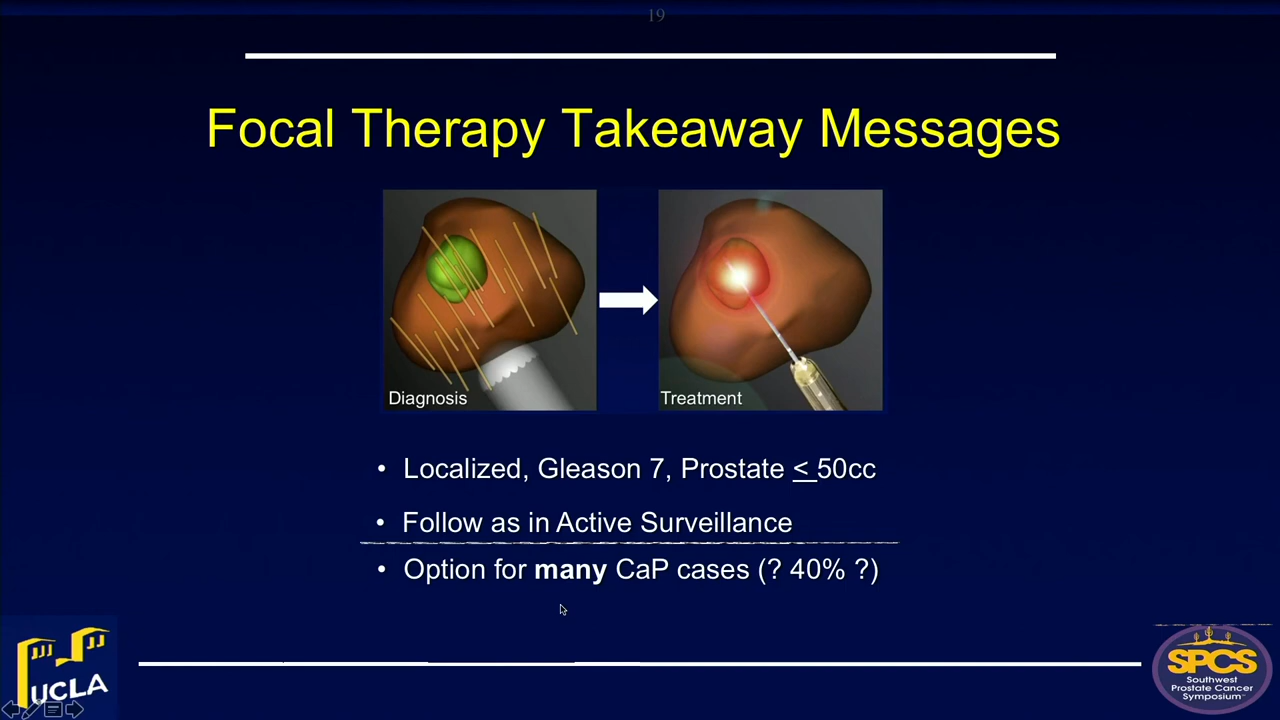 19
Focal Therapy Takeaway Messages
Diagnosis
Treatment
• Localized, Gleason 7, Prostate < 50cc
• Follow as in Active Surveillance
• Option for many CaP cases (? 40% ?)
UCLA
SPCS
Southwest
Prostate Cancer
Symposium